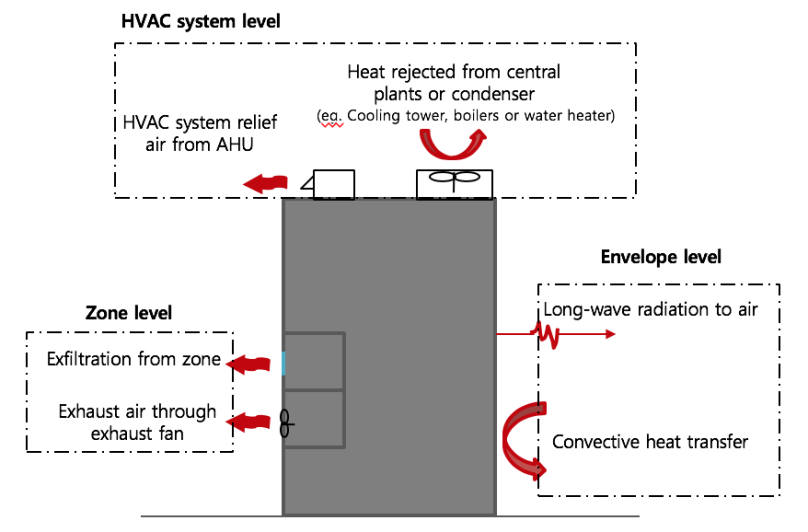 HVAC system level
Heat rejected from central
plants or condenser
(eg. Cooling tower, boilers or water heater)
HVAC system relief
air from AHU
Envelope level
Long-wave radiation to air
Convective heat transfer
Zone level
Exfiltration from zone
Exhaust air through
exhaust fan